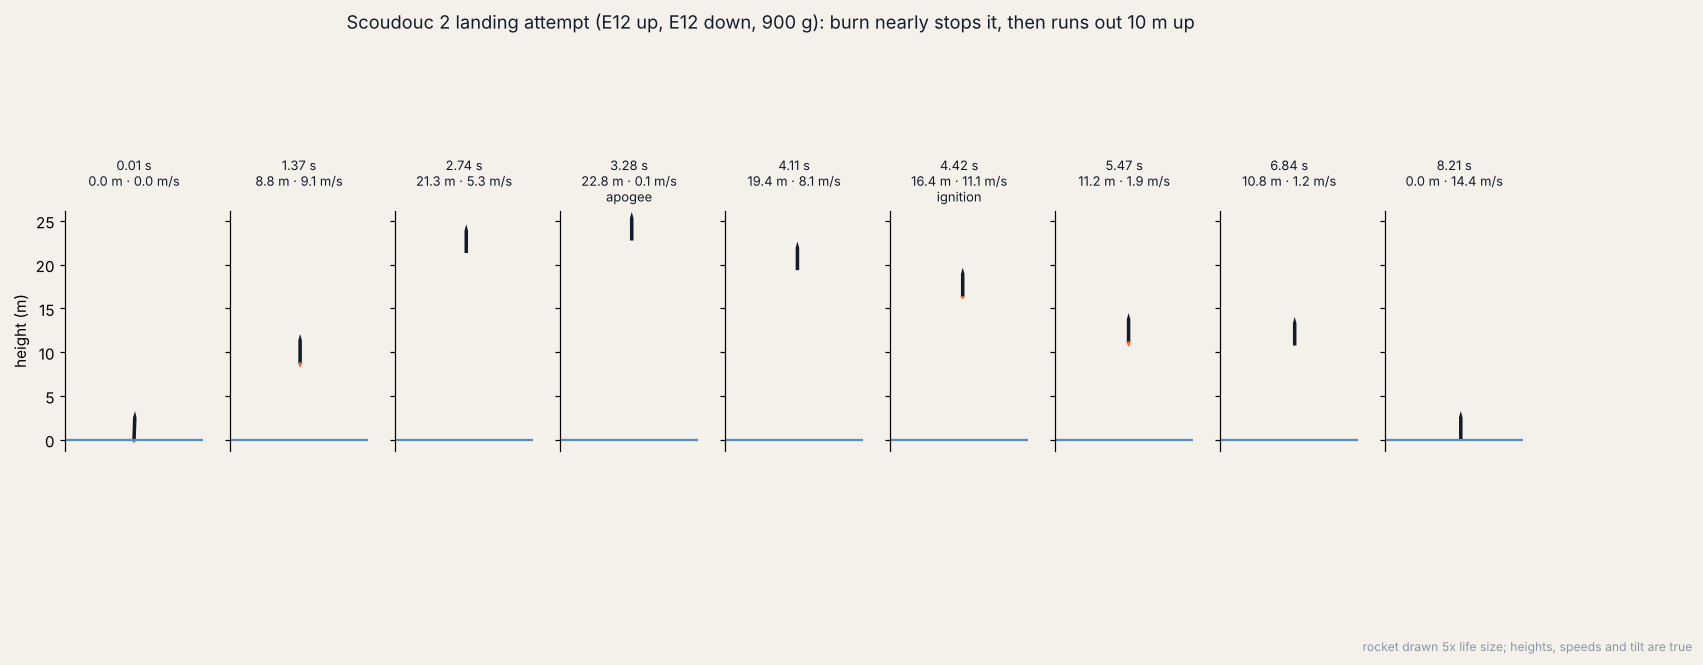 Scoudouc 2 landing attempt (E12 up, E12 down, 900 g): burn nearly stops it, then runs out 10 m up
0.01 s
0.0 m · 0.0 m/s
1.37 s
8.8 m · 9.1 m/s
2.74 s
21.3 m · 5.3 m/s
3.28 s
22.8 m · 0.1 m/s
apogee
4.11 s
19.4 m · 8.1 m/s
4.42 s
16.4 m · 11.1 m/s
ignition
5.47 s
11.2 m · 1.9 m/s
6.84 s
10.8 m · 1.2 m/s
8.21 s
0.0 m · 14.4 m/s
height (m)
25
20
15
10
5
0
rocket drawn 5x life size; heights, speeds and tilt are true